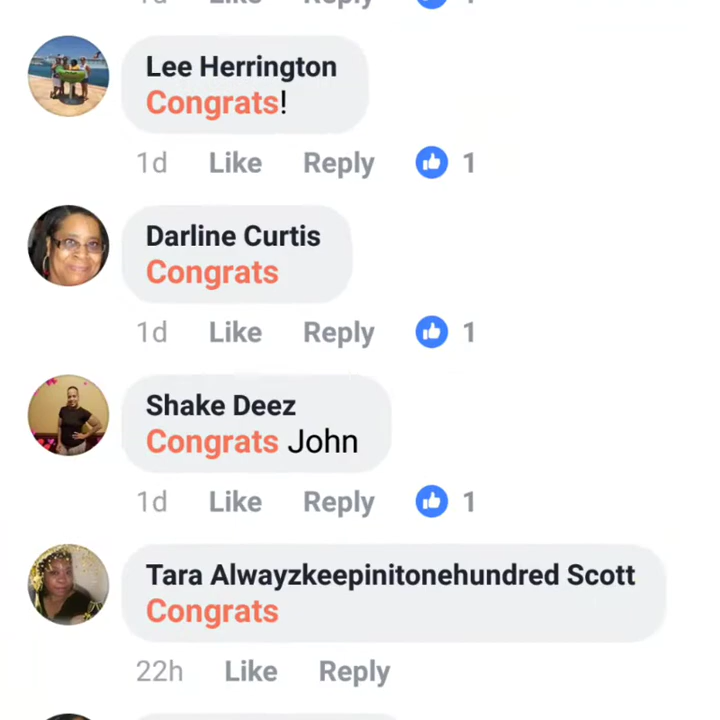 Lee Herrington
Congrats!
1d Like Reply 1
Darline Curtis
Congrats
1d Like Reply 1
Shake Deez
Congrats John
1d Like Reply 1
Tara Alwayzkeepinitonehundred Scott
Congrats
22h Like Reply